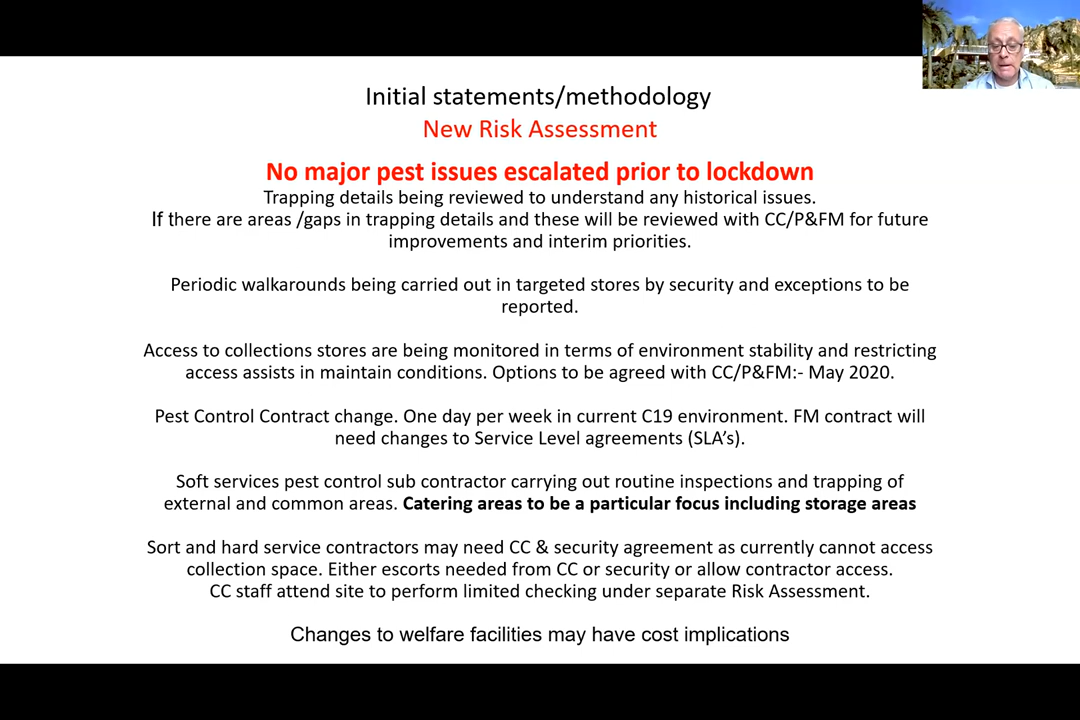 Initial statements/methodology
New Risk Assessment
No major pest issues escalated prior to lockdown
Trapping details being reviewed to understand any historical issues.
If there are areas /gaps in trapping details and these will be reviewed with CC/P&FM for future
improvements and interim priorities.
Periodic walkarounds being carried out in targeted stores by security and exceptions to be
reported.
Access to collections stores are being monitored in terms of environment stability and restricting
access assists in maintain conditions. Options to be agreed with CC/P&FM:- May 2020.
Pest Control Contract change. One day per week in current C19 environment. FM contract will
need changes to Service Level agreements (SLA's).
Soft services pest control sub contractor carrying out routine inspections and trapping of
external and common areas. Catering areas to be a particular focus including storage areas
Sort and hard service contractors may need CC & security agreement as currently cannot access
collection space. Either escorts needed from CC or security or allow contractor access.
CC staff attend site to perform limited checking under separate Risk Assessment.
Changes to welfare facilities may have cost implications